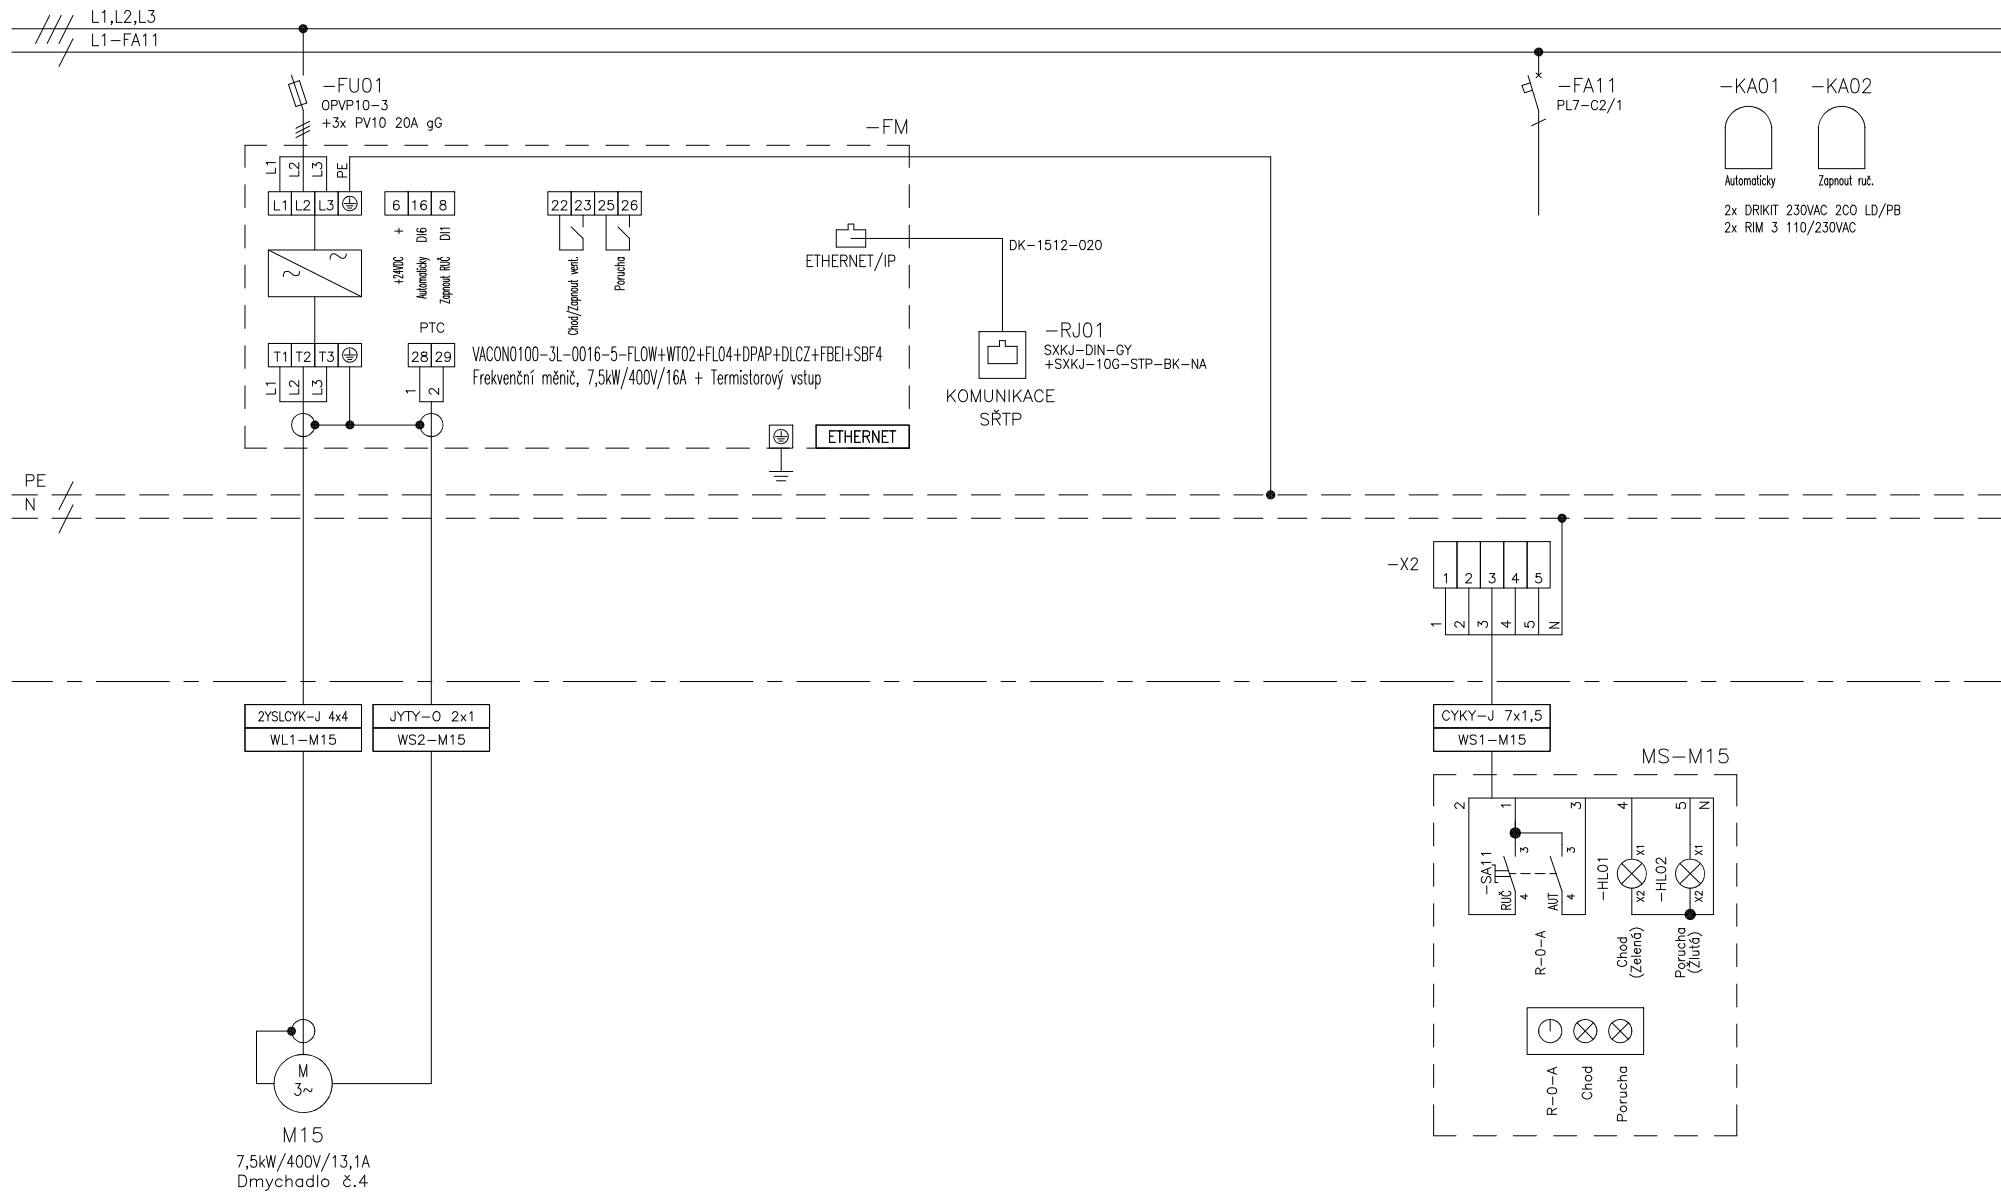 L1,L2,L3
L1-FA11
-FU01
OPVP10-3
+3x PV10 20A gG
-FA11
PL7-C2/1
-KA01
-KA02
Automaticky
Zapnout ruč.
2x DRIKIT 230VAC 2CO LD/PB
2x RIM 3 110/230VAC
-FM
L1
L2
L3
PE
L1 L2 L3
6 16 8
22 23 25 26
+
DI6
DI1
+24VDC
Automaticky
Zapnout RUČ
Chod/Zapnout vent.
Porucha
ETHERNET/IP
DK-1512-020
~
~
PTC
T1 T2 T3
28 29
VACON0100-3L-0016-5-FLOW+WT02+FL04+DPAP+DLCZ+FBEI+SBF4
Frekvenční měnič, 7,5kW/400V/16A + Termistorový vstup
L1
L2
L3
1
2
-RJ01
SXKJ-DIN-GY
+SXKJ-10G-STP-BK-NA
KOMUNIKACE
SŘTP
ETHERNET
PE
N
-X2
1 2 3 4 5
1
2
3
4
5
N
2YSLCYK-J 4x4
WL1-M15
JYTY-O 2x1
WS2-M15
CYKY-J 7x1,5
WS1-M15
MS-M15
2
1
3
4
5
N
-SA11
3
4
RUČ
3
4
AUT
-HL01
X1
X2
-HL02
X1
X2
R-0-A
Chod
(Zelená)
Porucha
(Žlutá)
R-0-A
Chod
Porucha
M
3~
M15
7,5kW/400V/13,1A
Dmychadlo č.4